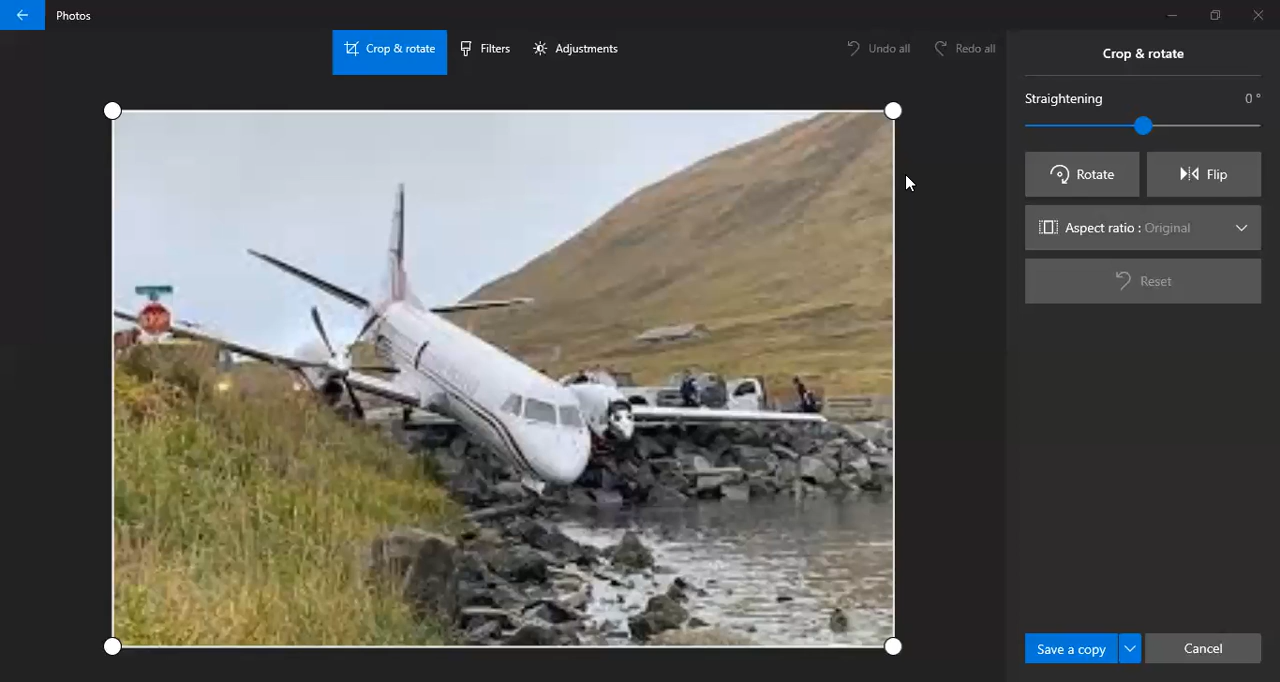 Photos
Crop & rotate
Filters
Adjustments
Undo all
Redo all
Crop & rotate
Straightening
0 °
Rotate
Flip
Aspect ratio : Original
Reset
Save a copy
Cancel